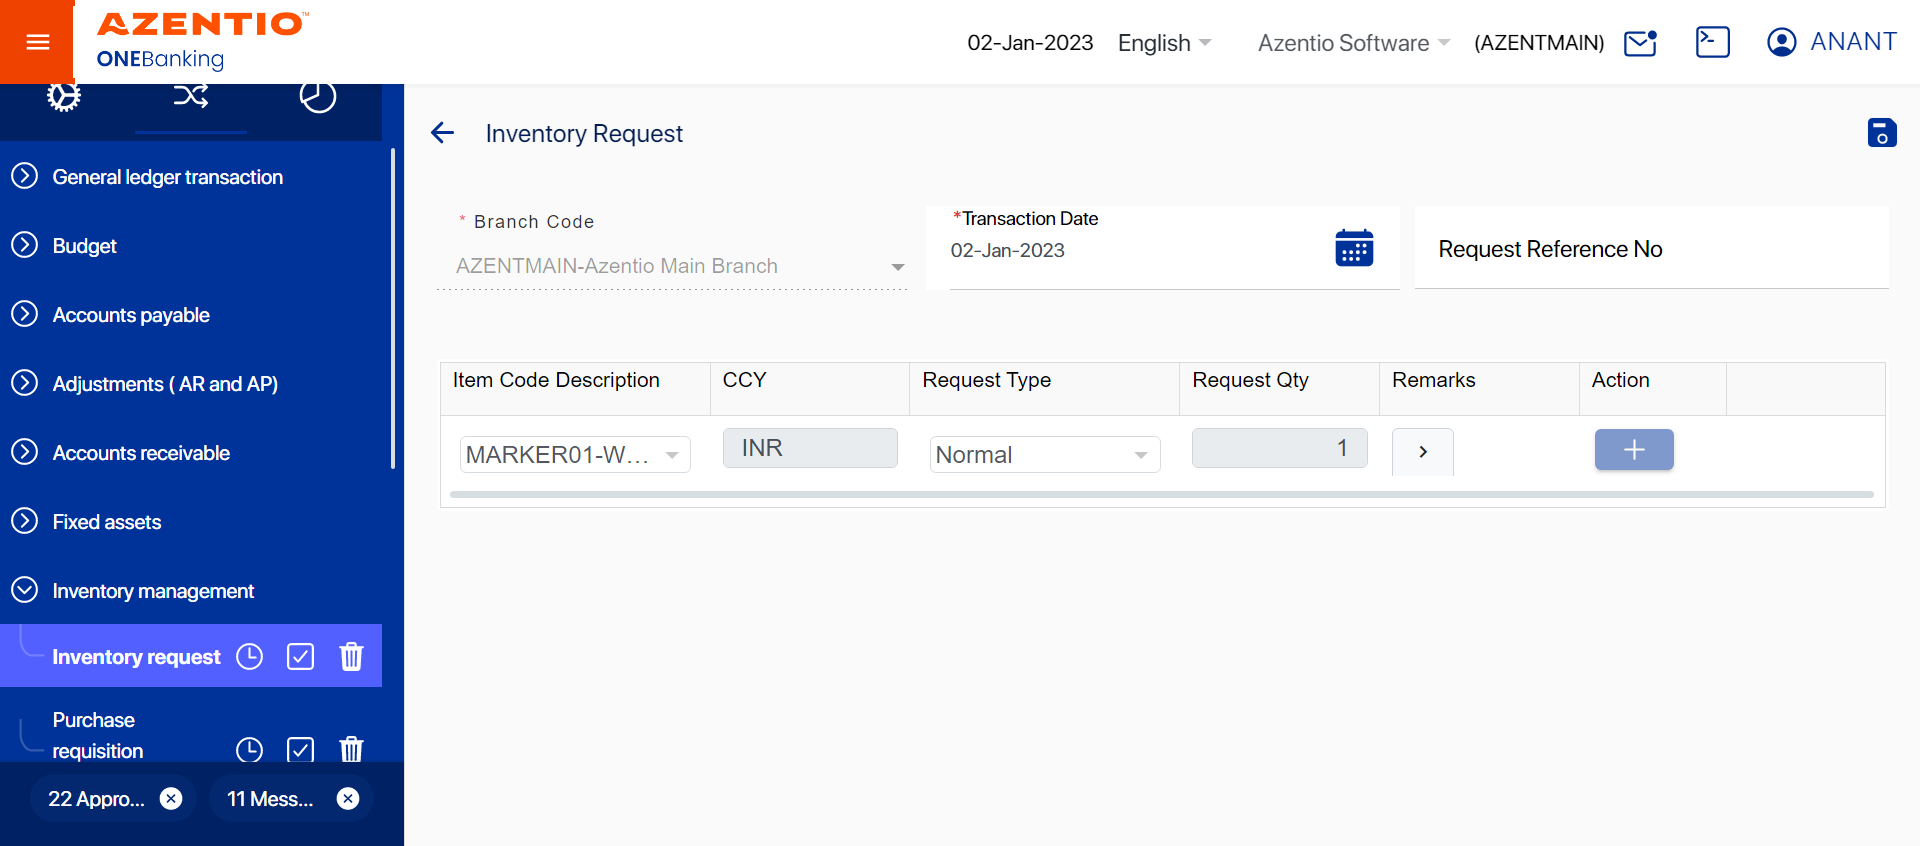 AZENTIO™
ONEBanking
02-Jan-2023 English Azentio Software (AZENTMAIN) ANANT
General ledger transaction
Budget
Accounts payable
Adjustments ( AR and AP)
Accounts receivable
Fixed assets
Inventory management
Inventory request
Purchase
requisition
22 Appro...
11 Mess...
Inventory Request
* Branch Code
AZENTMAIN-Azentio Main Branch
*Transaction Date
02-Jan-2023
Request Reference No
Item Code Description CCY Request Type Request Qty Remarks Action
MARKER01-W... INR Normal 1